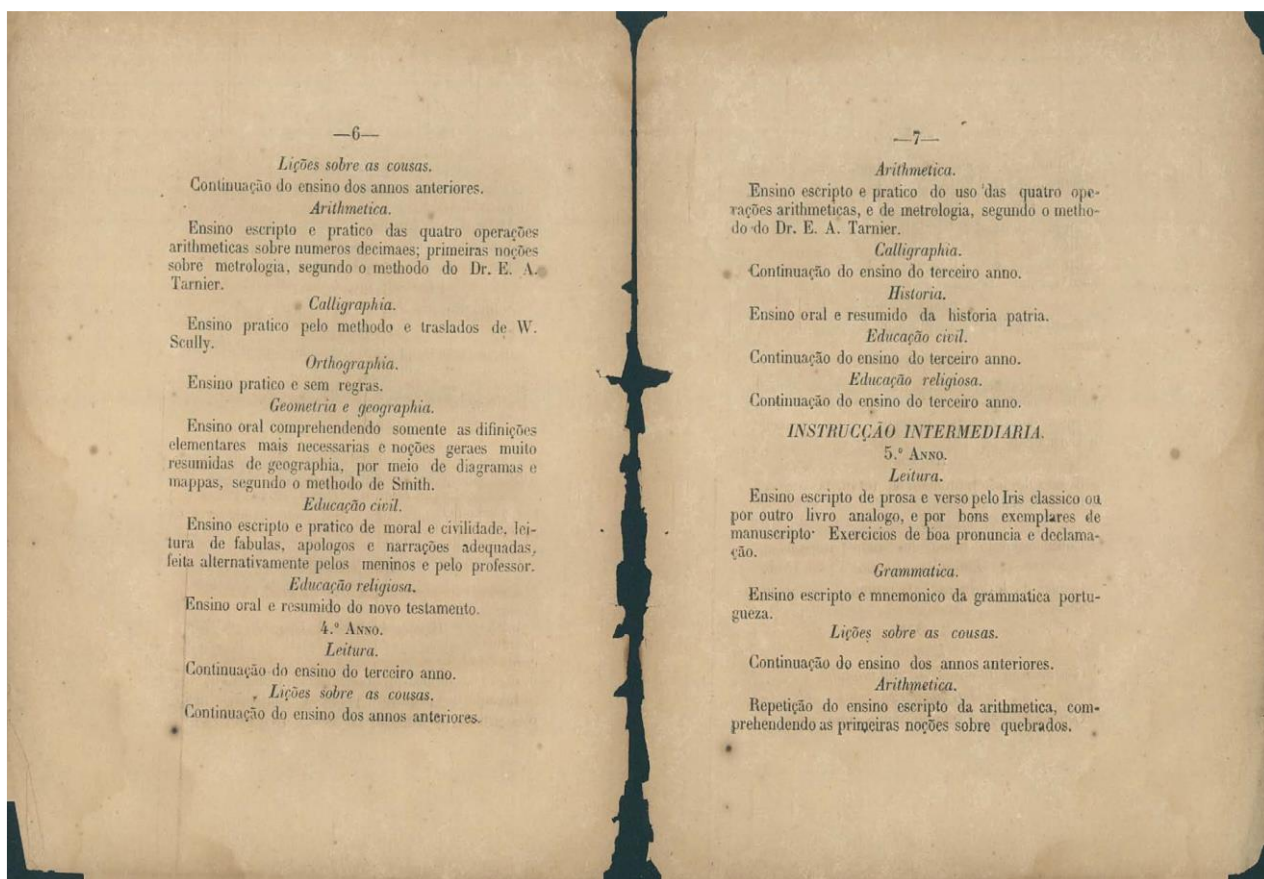 —6—
Lições sobre as cousas.
Continuação do ensino dos annos anteriores.
Arithmetica.
Ensino escripto e pratico das quatro operações
arithmeticas sobre numeros decimaes; primeiras noções
sobre metrologia, segundo o methodo do Dr. E. A.
Tarnier.
Calligraphia.
Ensino pratico pelo methodo e traslados de W.
Scully.
Orthographia.
Ensino pratico e sem regras.
Geometria e geographia.
Ensino oral comprehendendo somente as difinições
elementares mais necessarias e noções geraes muito
resumidas de geographia, por meio de diagramas e
mappas, segundo o methodo de Smith.
Educação civil.
Ensino escripto e pratico de moral e civilidade, lei-
tura de fabulas, apologos e narrações adequadas,
feita alternativamente pelos meninos e pelo professor.
Educação religiosa.
Ensino oral e resumido do novo testamento.
4.º ANNO.
Leitura.
Continuação do ensino do terceiro anno.
Lições sobre as cousas.
Continuação do ensino dos annos anteriores.
—7—
Arithmetica.
Ensino escripto e pratico do uso das quatro ope-
rações arithmeticas, e de metrologia, segundo o metho-
do do Dr. E. A. Tarnier.
Calligraphia.
Continuação do ensino do terceiro anno.
Historia.
Ensino oral e resumido da historia patria.
Educação civil.
Continuação do ensino do terceiro anno.
Educação religiosa.
Continuação do ensino do terceiro anno.
INSTRUCÇÃO INTERMEDIARIA.
5.º ANNO.
Leitura.
Ensino escripto de prosa e verso pelo Iris classico ou
por outro livro analogo, e por bons exemplares de
manuscripto· Exercicios de boa pronuncia e declama-
ção.
Grammatica.
Ensino escripto e mnemonico da grammatica portu-
gueza.
Lições sobre as cousas.
Continuação do ensino dos annos anteriores.
Arithmetica.
Repetição do ensino escripto da arithmetica, com-
prehendendo as primeiras noções sobre quebrados.